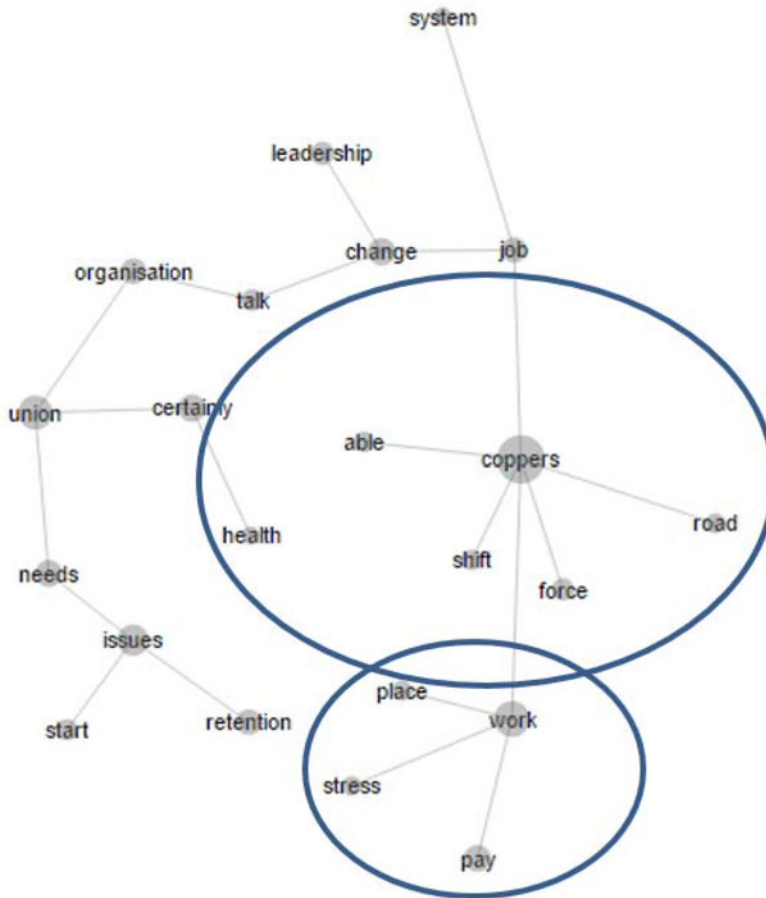 system
leadership
change
job
organisation
talk
union
certainly
able
coppers
road
health
shift
force
needs
issues
start
retention
place
work
stress
pay